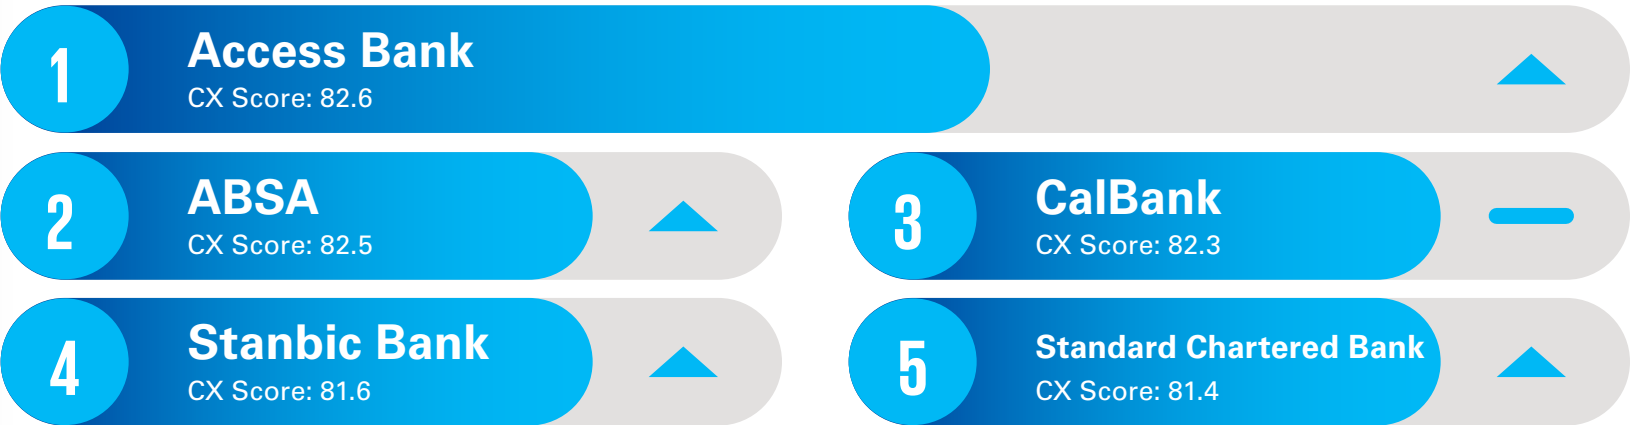 1
Access Bank
CX Score: 82.6
2
ABSA
CX Score: 82.5
3
CalBank
CX Score: 82.3
4
Stanbic Bank
CX Score: 81.6
5
Standard Chartered Bank
CX Score: 81.4